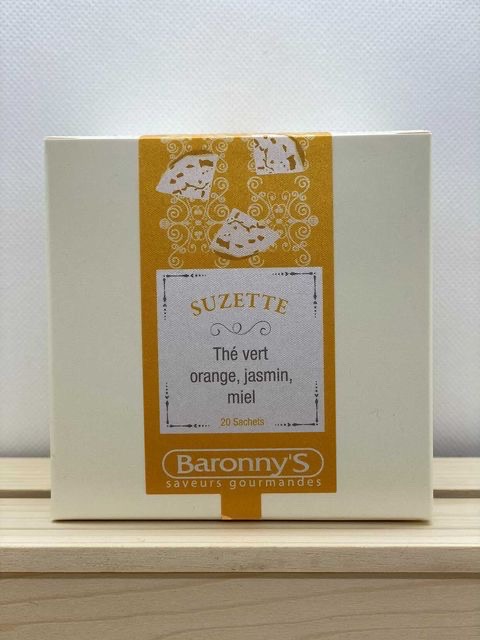 SUZETTE
Thé vert
orange, jasmin,
miel
20 Sachets
Baronny'S
saveurs gourmandes